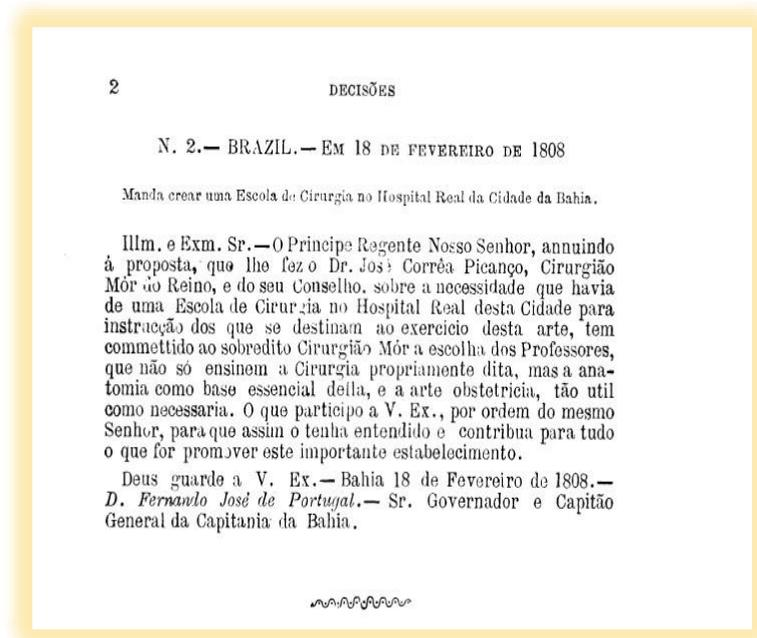 2
DECISÕES
N. 2.— BRAZIL.— EM 18 DE FEVEREIRO DE 1808
Manda crear uma Escola de Cirurgia no Hospital Real da Cidade da Bahia.
Illm. e Exm. Sr.—O Principe Regente Nosso Senhor, annuindo
á proposta, que lhe fez o Dr. José Corrêa Picanço, Cirurgião
Mór do Reino, e do seu Conselho, sobre a necessidade que havia
de uma Escola de Cirurgia no Hospital Real desta Cidade para
instrucção dos que se destinam ao exercicio desta arte, tem
commettido ao sobredito Cirurgião Mór a escolha dos Professores,
que não só ensinem a Cirurgia propriamente dita, mas a ana-
tomia como base essencial della, e a arte obstetricia, tão util
como necessaria. O que participo a V. Ex., por ordem do mesmo
Senhor, para que assim o tenha entendido e contribua para tudo
o que for promover este importante estabelecimento.
Deus guarde a V. Ex.— Bahia 18 de Fevereiro de 1808.—
D. Fernando José de Portugal.— Sr. Governador e Capitão
General da Capitania da Bahia.